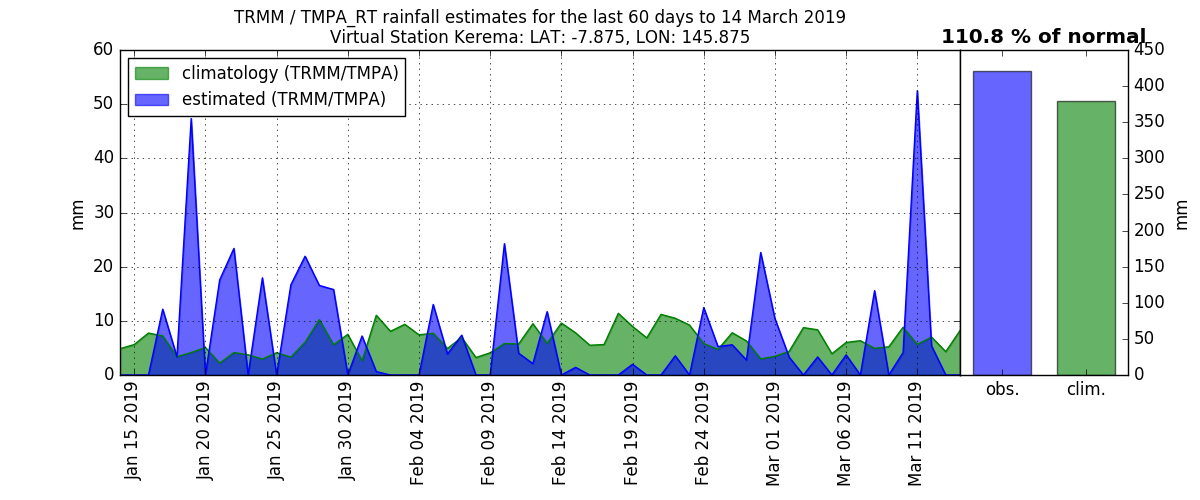 TRMM / TMPA_RT rainfall estimates for the last 60 days to 14 March 2019
Virtual Station Kerema: LAT: -7.875, LON: 145.875
110.8 % of normal
climatology (TRMM/TMPA)
estimated (TRMM/TMPA)
60
50
40
30
20
10
0
mm
Jan 15 2019
Jan 20 2019
Jan 25 2019
Jan 30 2019
Feb 04 2019
Feb 09 2019
Feb 14 2019
Feb 19 2019
Feb 24 2019
Mar 01 2019
Mar 06 2019
Mar 11 2019
450
400
350
300
250
200
150
100
50
0
mm
obs.
clim.